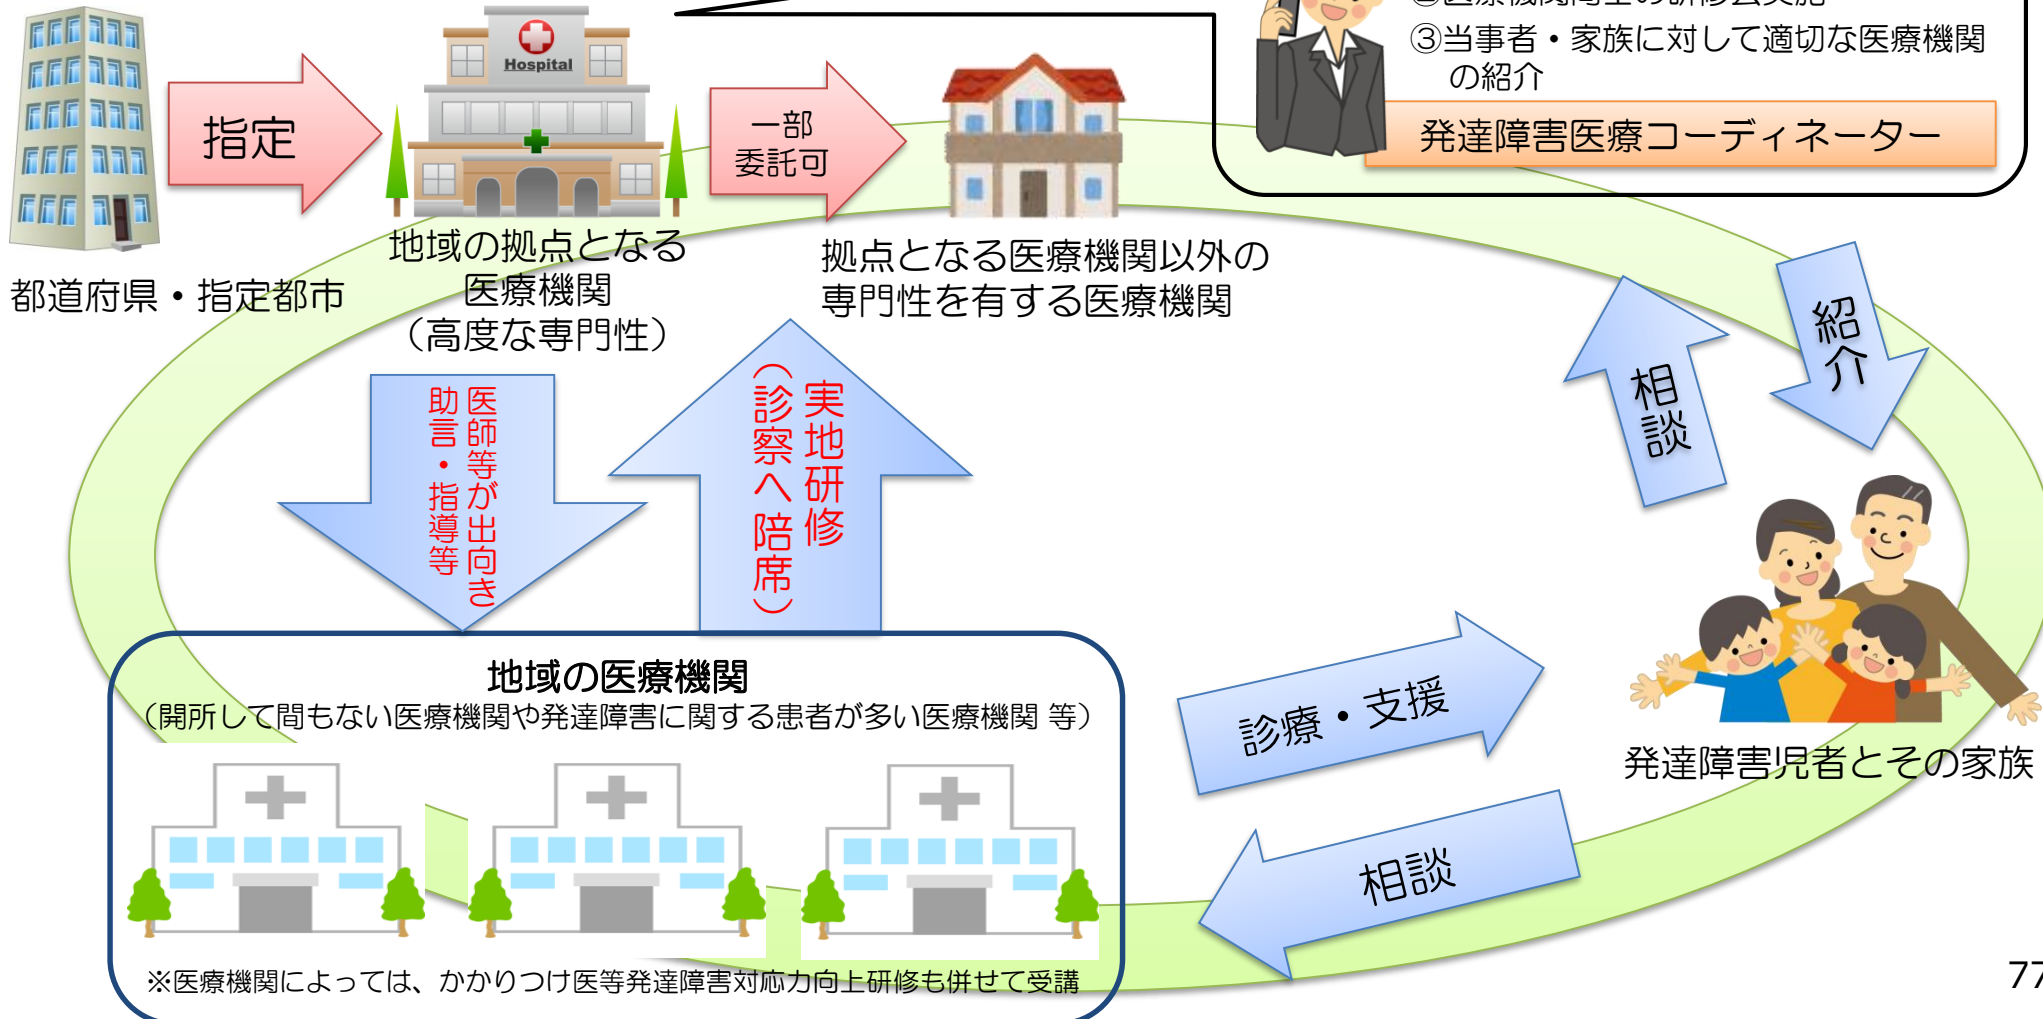 ③当事者・家族に対して適切な医療機関
の紹介
発達障害医療コーディネーター
指定
Hospital
一部
委託可
都道府県・指定都市
地域の拠点となる
医療機関
（高度な専門性）
拠点となる医療機関以外の
専門性を有する医療機関
医師等が出向き
助言・指導等
実地研修
（診察へ陪席）
相談
紹介
地域の医療機関
（開所して間もない医療機関や発達障害に関する患者が多い医療機関 等）
診療・支援
発達障害児者とその家族
相談
※医療機関によっては、かかりつけ医等発達障害対応力向上研修も併せて受講
77